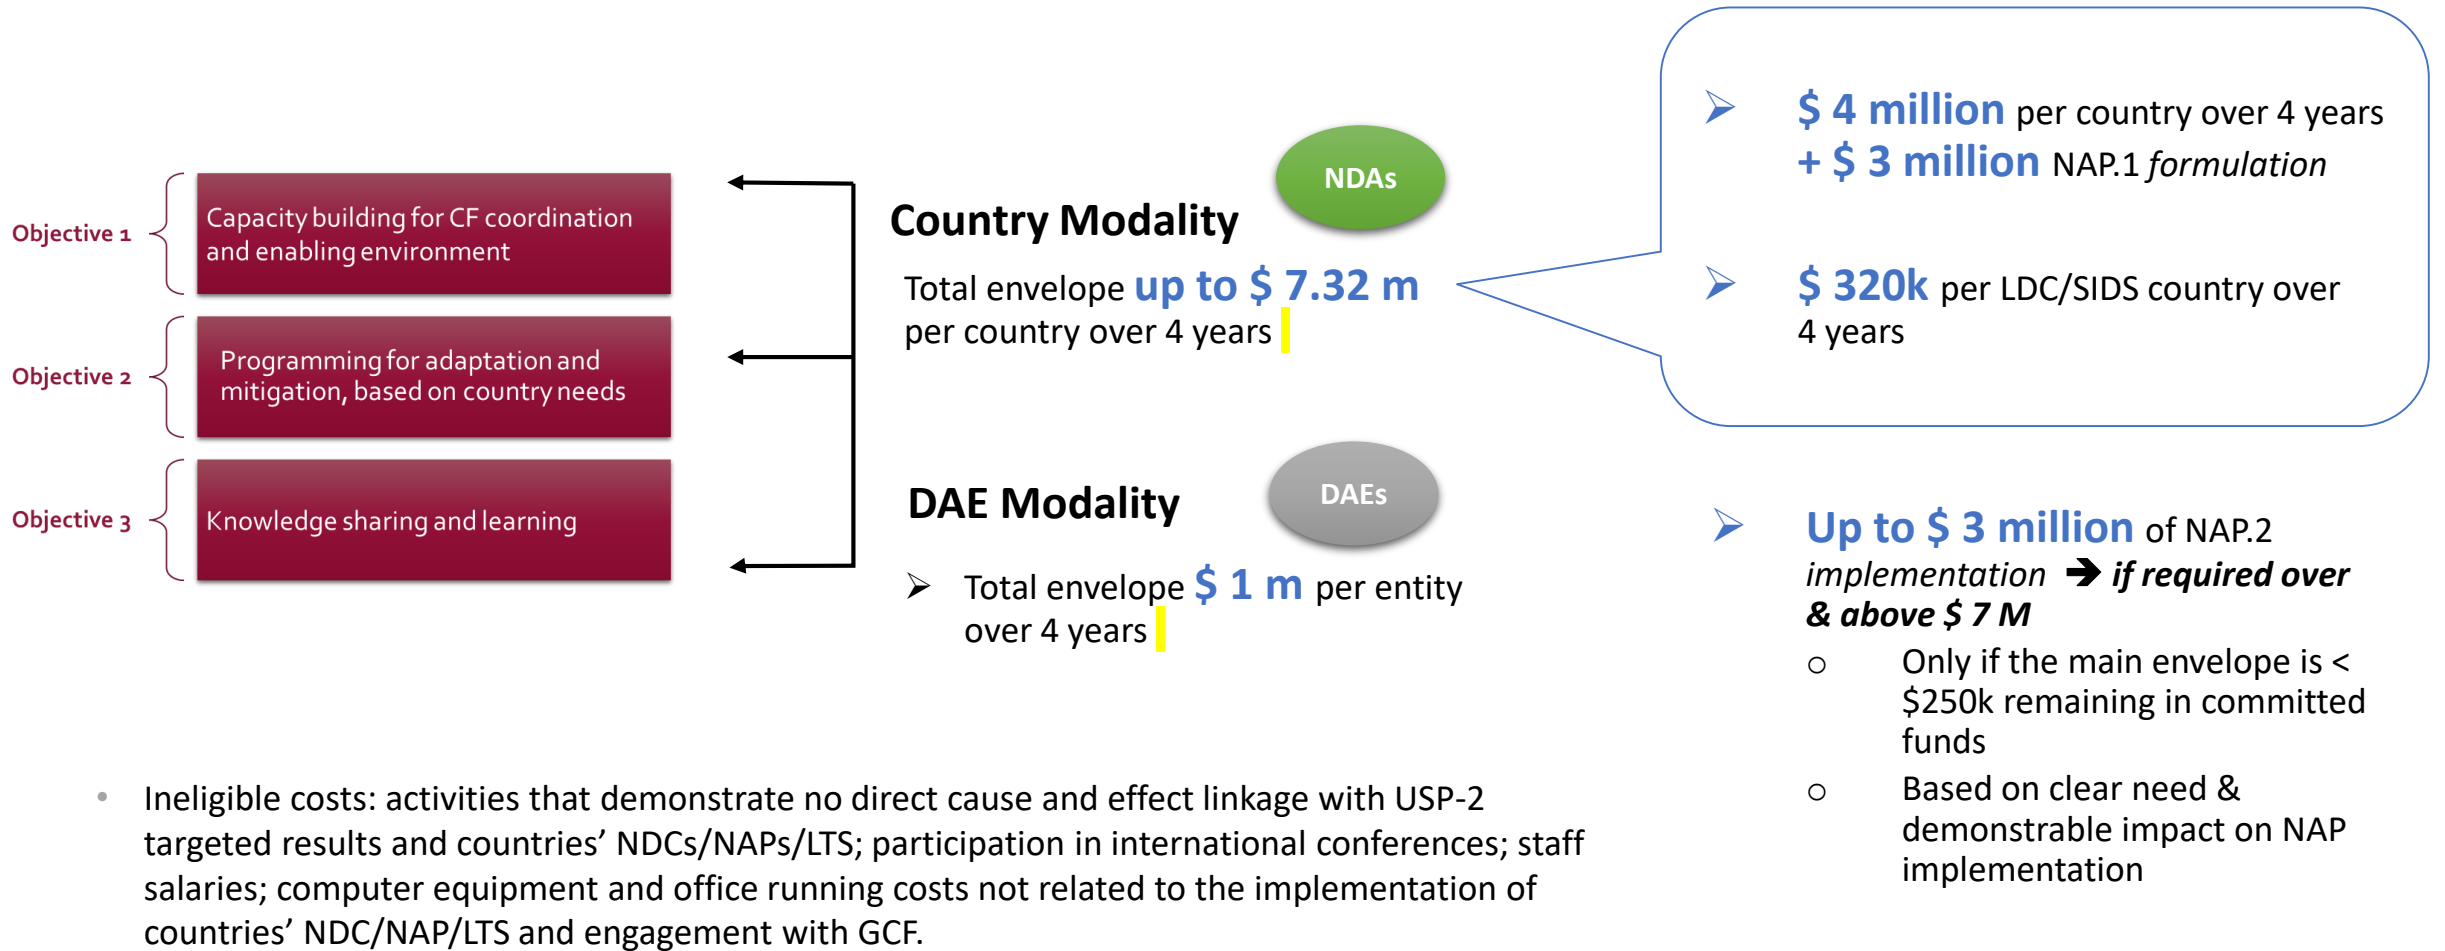 Objective 1
Capacity building for CF coordination
and enabling environment
Objective 2
Programming for adaptation and
mitigation, based on country needs
Objective 3
Knowledge sharing and learning
NDAs
Country Modality
Total envelope up to $ 7.32 m
per country over 4 years
DAEs
DAE Modality
➢ Total envelope $ 1 m per entity
over 4 years
➢ $ 4 million per country over 4 years
+ $ 3 million NAP.1 formulation
➢ $ 320k per LDC/SIDS country over
4 years
➢ Up to $ 3 million of NAP.2
implementation ➔ if required over
& above $ 7 M
o Only if the main envelope is <
$250k remaining in committed
funds
o Based on clear need &
demonstrable impact on NAP
implementation
• Ineligible costs: activities that demonstrate no direct cause and effect linkage with USP-2
targeted results and countries’ NDCs/NAPs/LTS; participation in international conferences; staff
salaries; computer equipment and office running costs not related to the implementation of
countries’ NDC/NAP/LTS and engagement with GCF.